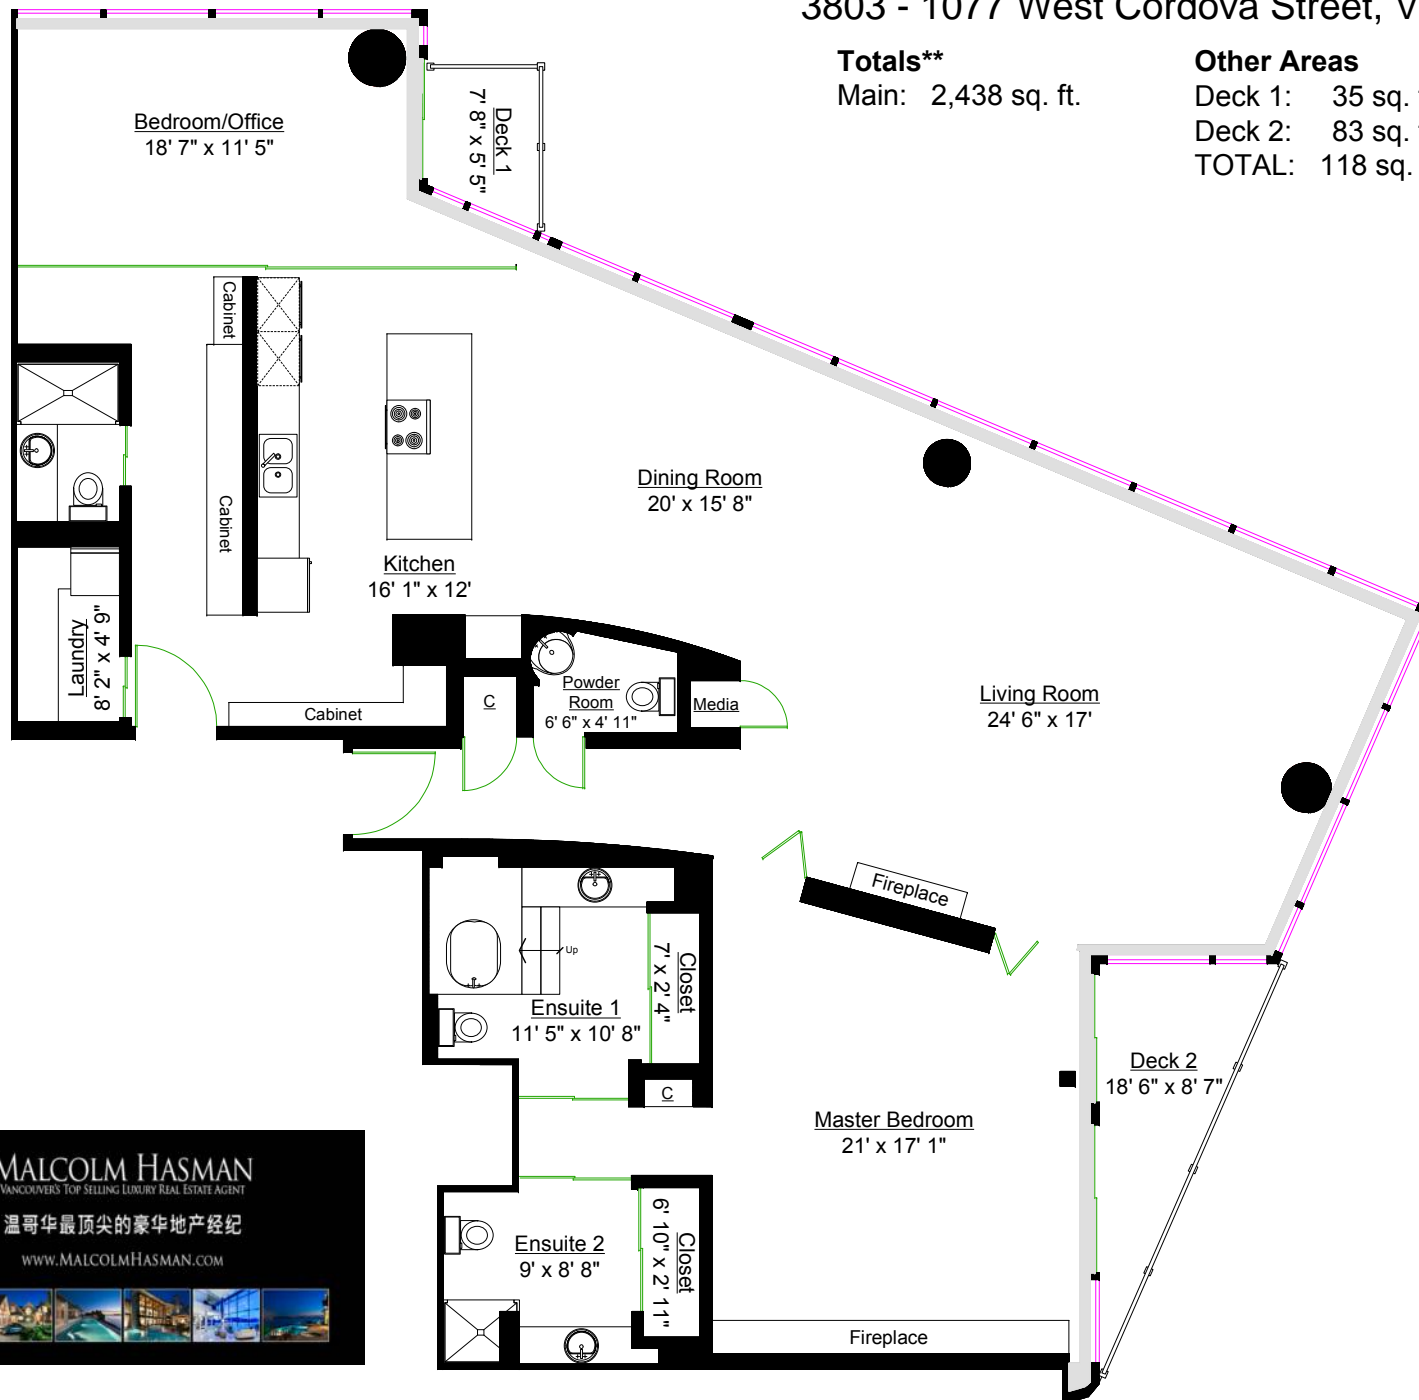 3803 - 1077 West Cordova Street, V
Totals**
Main: 2,438 sq. ft.
Other Areas
Deck 1: 35 sq.
Deck 2: 83 sq.
TOTAL: 118 sq.
Bedroom/Office
18' 7" x 11' 5"
Deck 1
7' 8" x 5' 5"
Cabinet
Cabinet
Dining Room
20' x 15' 8"
Kitchen
16' 1" x 12'
Laundry
8' 2" x 4' 9"
Cabinet
C
Powder
Room
6' 6" x 4' 11"
Media
Living Room
24' 6" x 17'
Fireplace
Up
Closet
7' x 2' 4"
Ensuite 1
11' 5" x 10' 8"
C
Deck 2
18' 6" x 8' 7"
Master Bedroom
21' x 17' 1"
Ensuite 2
9' x 8' 8"
Closet
6' 10" x 2' 11"
Fireplace
MALCOLM HASMAN
VANCOUVER'S TOP SELLING LUXURY REAL ESTATE AGENT
温哥华最顶尖的豪华地产经纪
WWW.MALCOLMHASMAN.COM